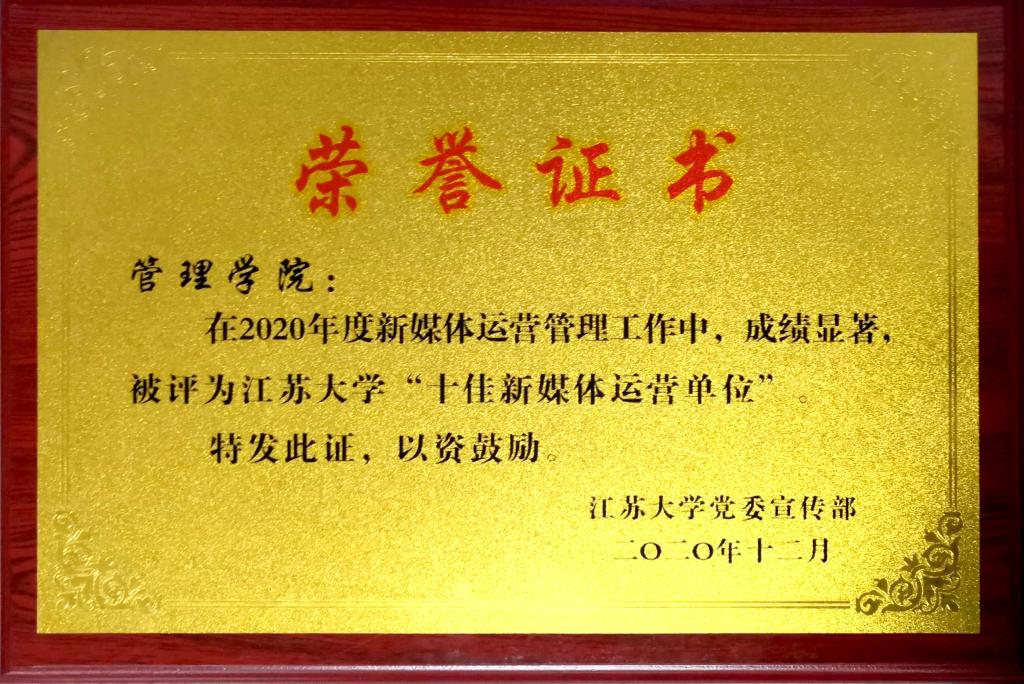 荣誉证书
管理学院：
在2020年度新媒体运营管理工作中，成绩显著，
被评为江苏大学“十佳新媒体运营单位”。
特发此证，以资鼓励。
江苏大学党委宣传部
二〇二〇年十二月